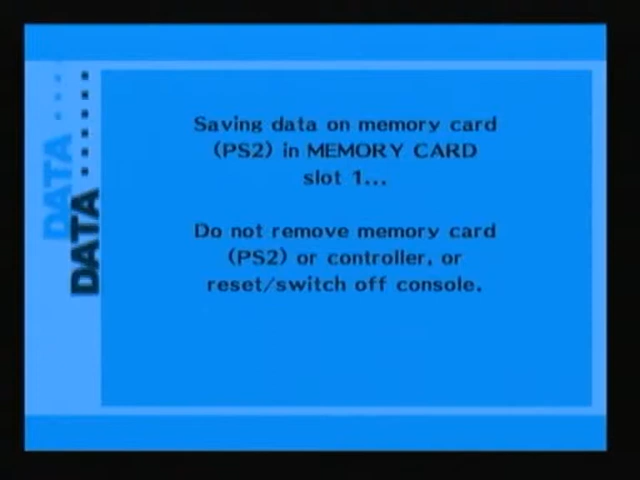 Saving data on memory card
(PS2) in MEMORY CARD
slot 1...
Do not remove memory card
(PS2) or controller, or
reset/switch off console.
DATA......
DATA...